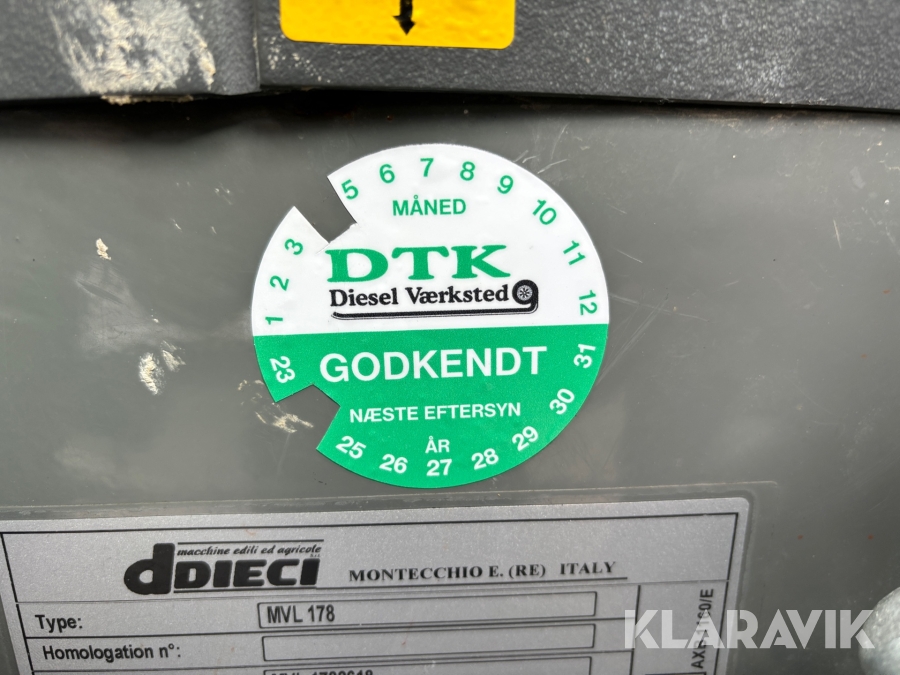 5 6 7 8 9 10 11 12
MÅNED
1 2 3
DTK
Diesel Værksted
GODKENDT
NÆSTE EFTERSYN
ÅR
23 25 26 27 28 29 30 31
macchine edili ed agricole
dDIECI
MONTECCHIO E. (RE) ITALY
Type: MVL 178
Homologation n°:
KLARAVIK